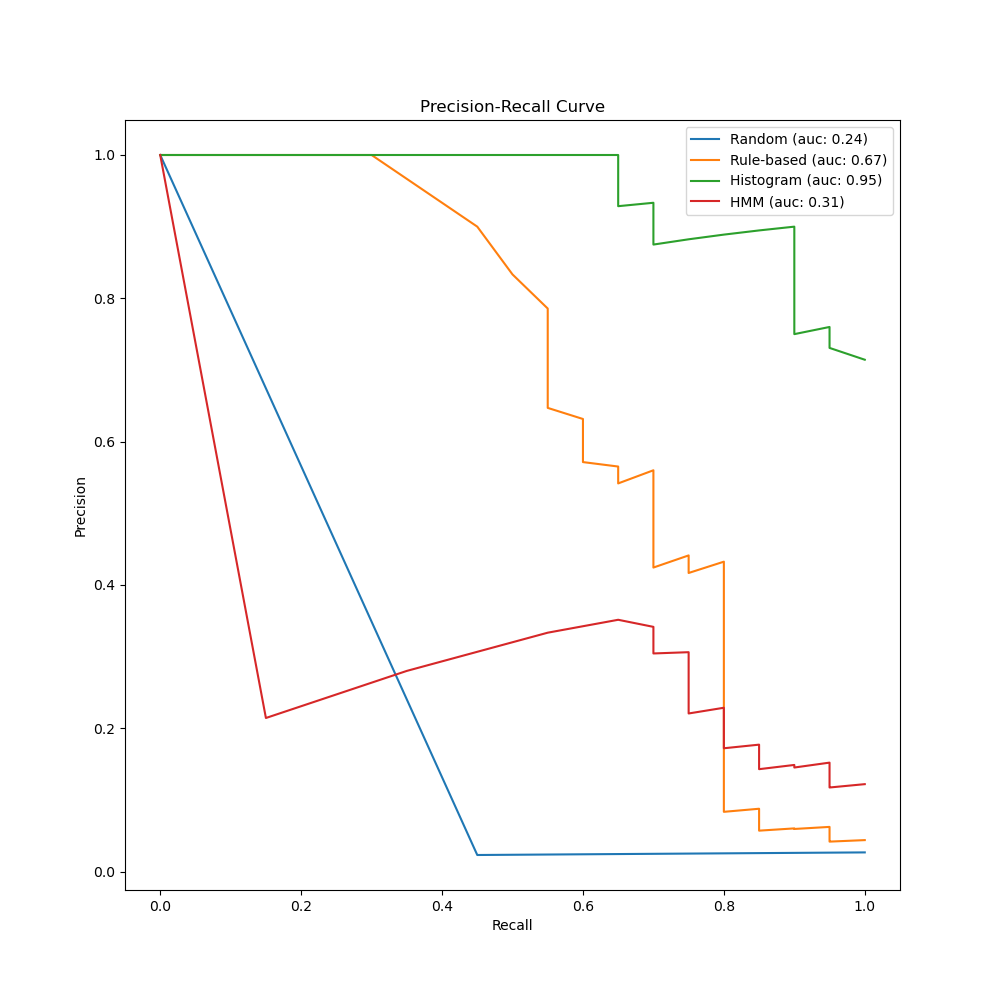 Precision-Recall Curve
Random (auc: 0.24)
Rule-based (auc: 0.67)
Histogram (auc: 0.95)
HMM (auc: 0.31)
1.0
0.8
0.6
0.4
0.2
0.0
Precision
0.0 0.2 0.4 0.6 0.8 1.0
Recall